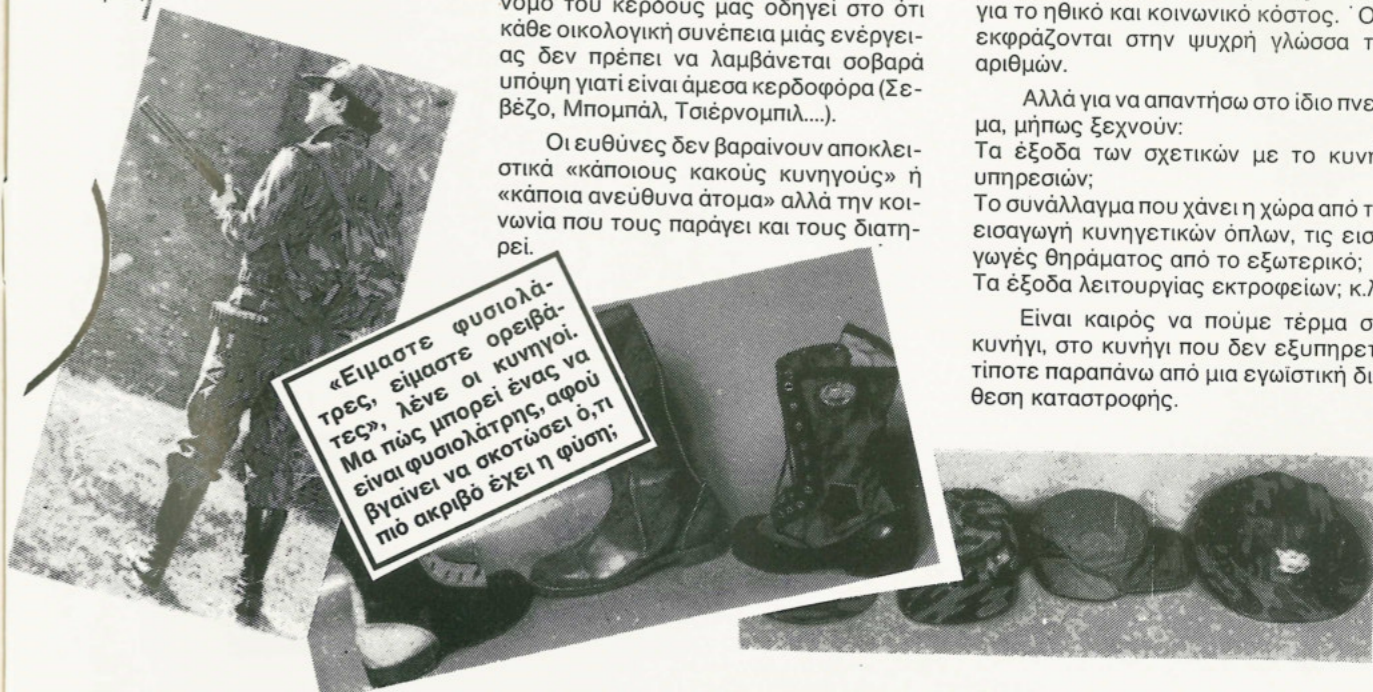 νόμο του κέρδους μας οδηγεί στο ότι
κάθε οικολογική συνέπεια μιάς ενέργει-
ας δεν πρέπει να λαμβάνεται σοβαρά
υπόψη γιατί είναι άμεσα κερδοφόρα (Σε-
βέζο, Μπομπάλ, Τσιέρνομπιλ....).
Οι ευθύνες δεν βαραίνουν αποκλει-
στικά «κάποιους κακούς κυνηγούς» ή
«κάποια ανεύθυνα άτομα» αλλά την κοι-
νωνία που τους παράγει και τους διατη-
ρεί.
«Ειμαστε φυσιολά-
τρες, είμαστε ορειβά-
τες», λένε οι κυνηγοί.
Μα πώς μπορεί ένας να
είναι φυσιολάτρης, αφού
βγαίνει να σκοτώσει ό,τι
πιό ακριβό έχει η φύση;
για το ηθικό και κοινωνικό κόστος. Ό
εκφράζονται στην ψυχρή γλώσσα τ
αριθμών.
Αλλά για να απαντήσω στο ίδιο πνε
μα, μήπως ξεχνούν:
Τα έξοδα των σχετικών με το κυνη
υπηρεσιών;
Το συνάλλαγμα που χάνει η χώρα από τ
εισαγωγή κυνηγετικών όπλων, τις εισ
γωγές θηράματος από το εξωτερικό;
Τα έξοδα λειτουργίας εκτροφείων; κ.λ
Είναι καιρός να πούμε τέρμα σ
κυνήγι, στο κυνήγι που δεν εξυπηρετ
τίποτε παραπάνω από μια εγωϊστική δι
θεση καταστροφής.